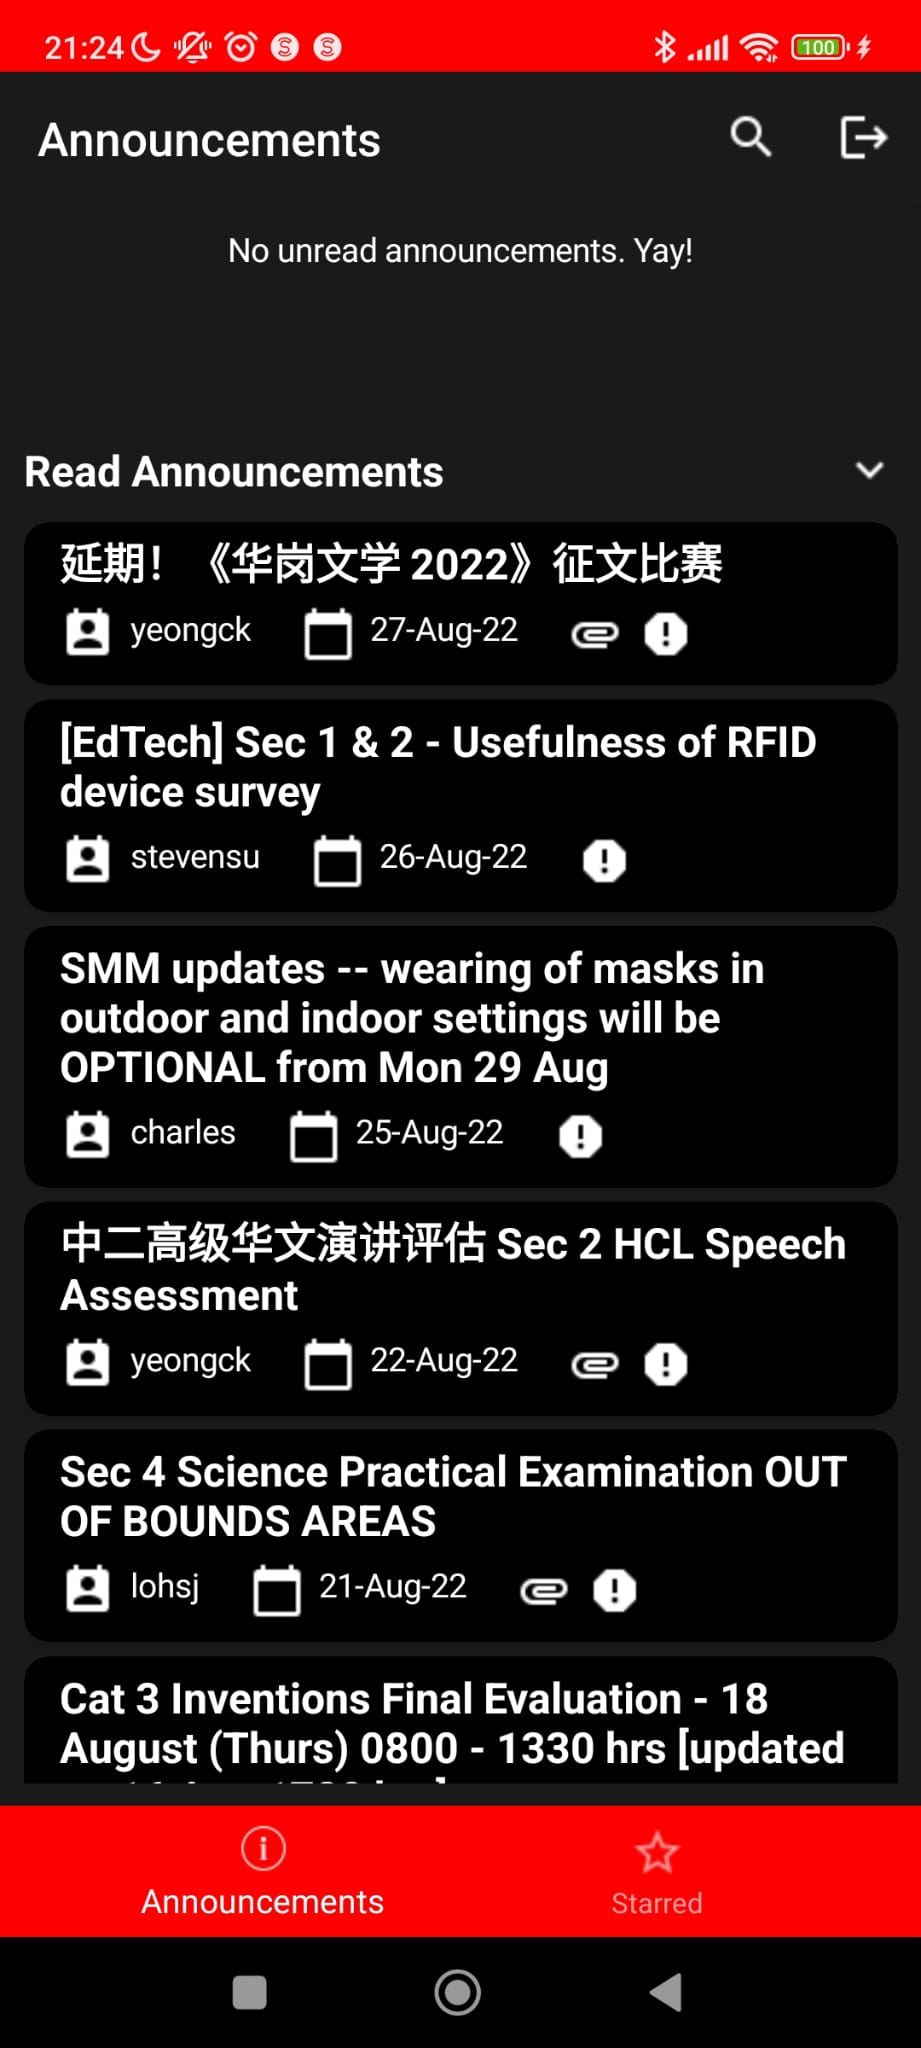 21:24
100
Announcements
No unread announcements. Yay!
Read Announcements
延期！《华岗文学 2022》征文比赛
yeongck 27-Aug-22
[EdTech] Sec 1 & 2 - Usefulness of RFID
device survey
stevensu 26-Aug-22
SMM updates -- wearing of masks in
outdoor and indoor settings will be
OPTIONAL from Mon 29 Aug
charles 25-Aug-22
中二高级华文演讲评估 Sec 2 HCL Speech
Assessment
yeongck 22-Aug-22
Sec 4 Science Practical Examination OUT
OF BOUNDS AREAS
lohsj 21-Aug-22
Cat 3 Inventions Final Evaluation - 18
August (Thurs) 0800 - 1330 hrs [updated
Announcements
Starred